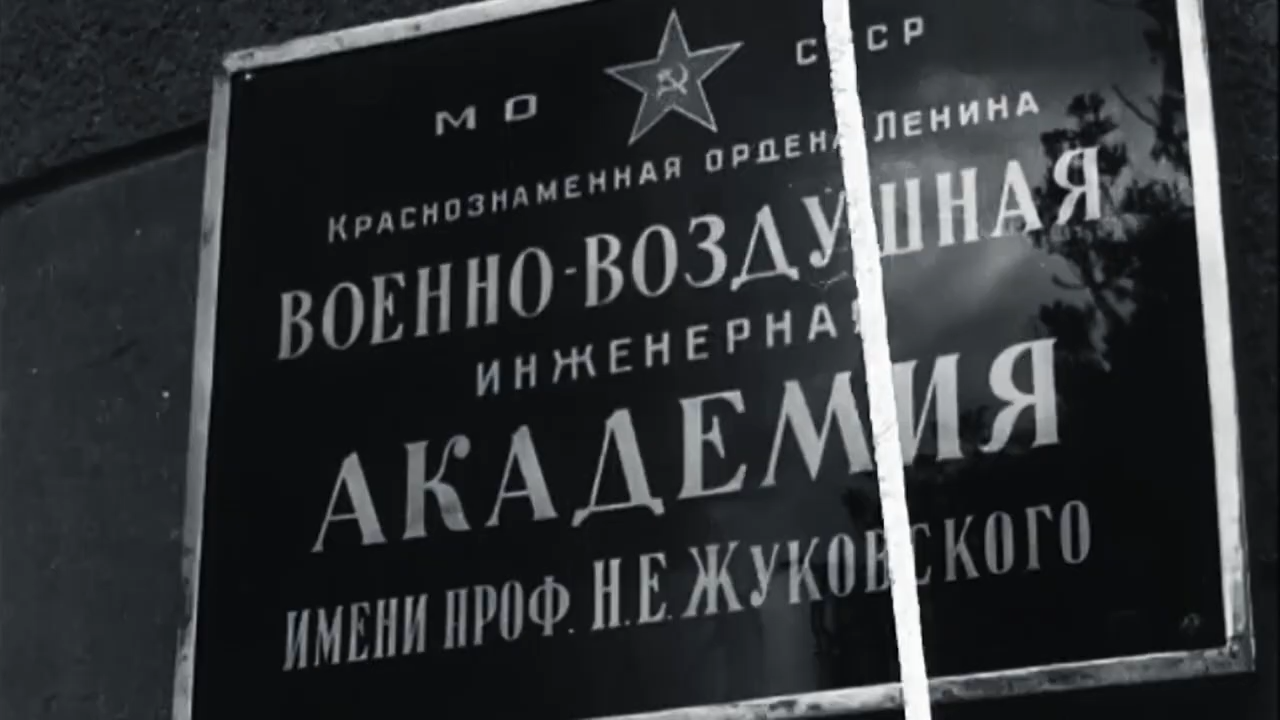 МО СССР
КРАСНОЗНАМЕННАЯ ОРДЕНА ЛЕНИНА
ВОЕННО-ВОЗДУШНАЯ
ИНЖЕНЕРНАЯ
АКАДЕМИЯ
ИМЕНИ ПРОФ. Н.Е. ЖУКОВСКОГО